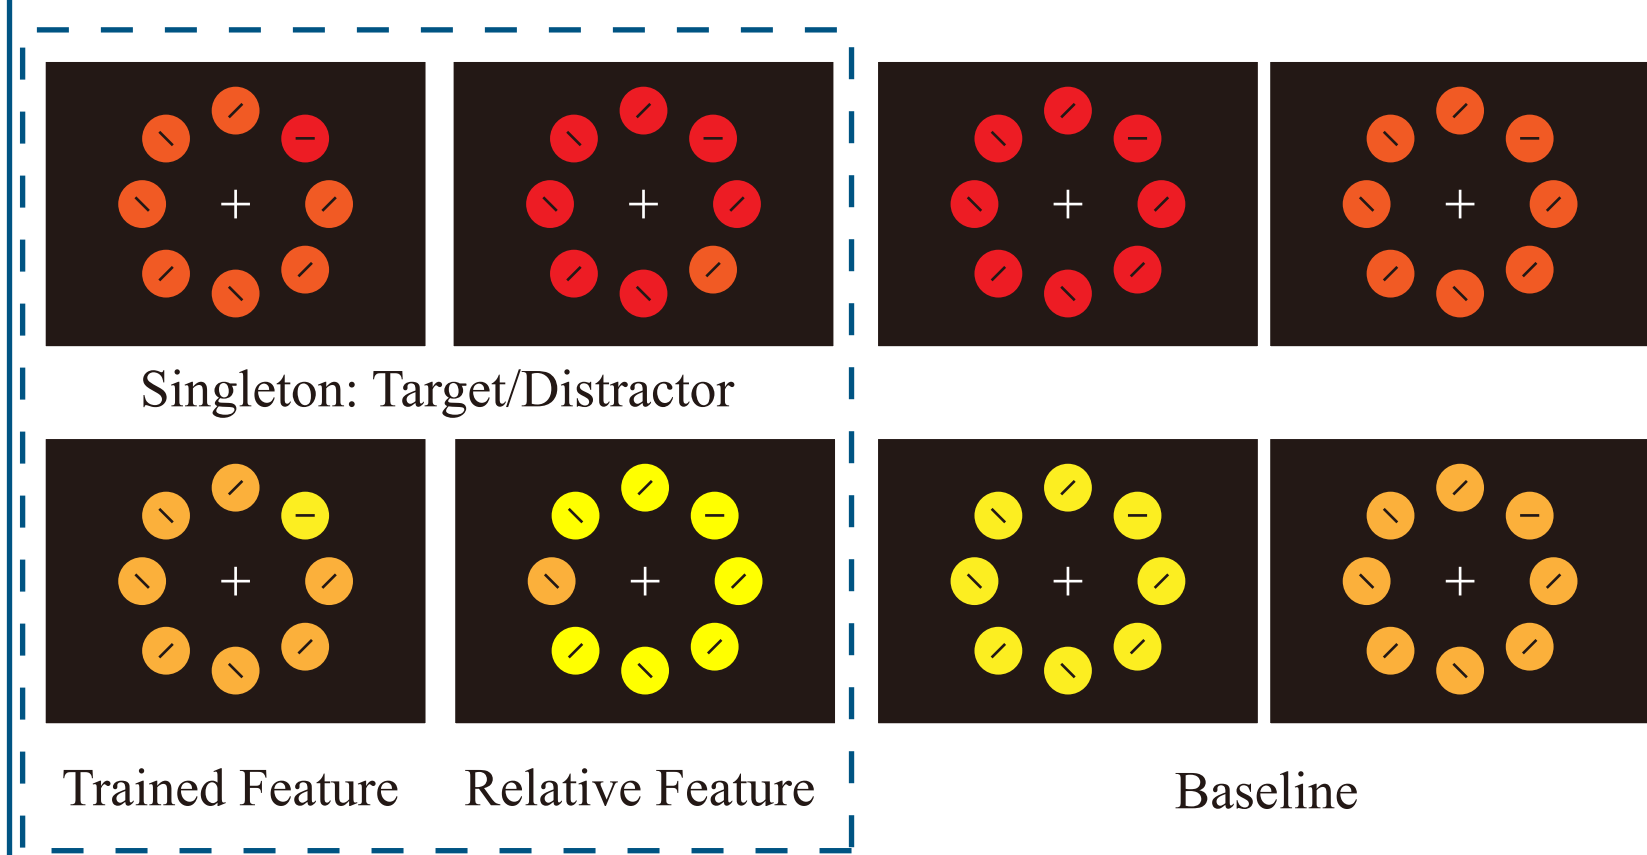 Singleton: Target/Distractor
Trained Feature
Relative Feature
Baseline